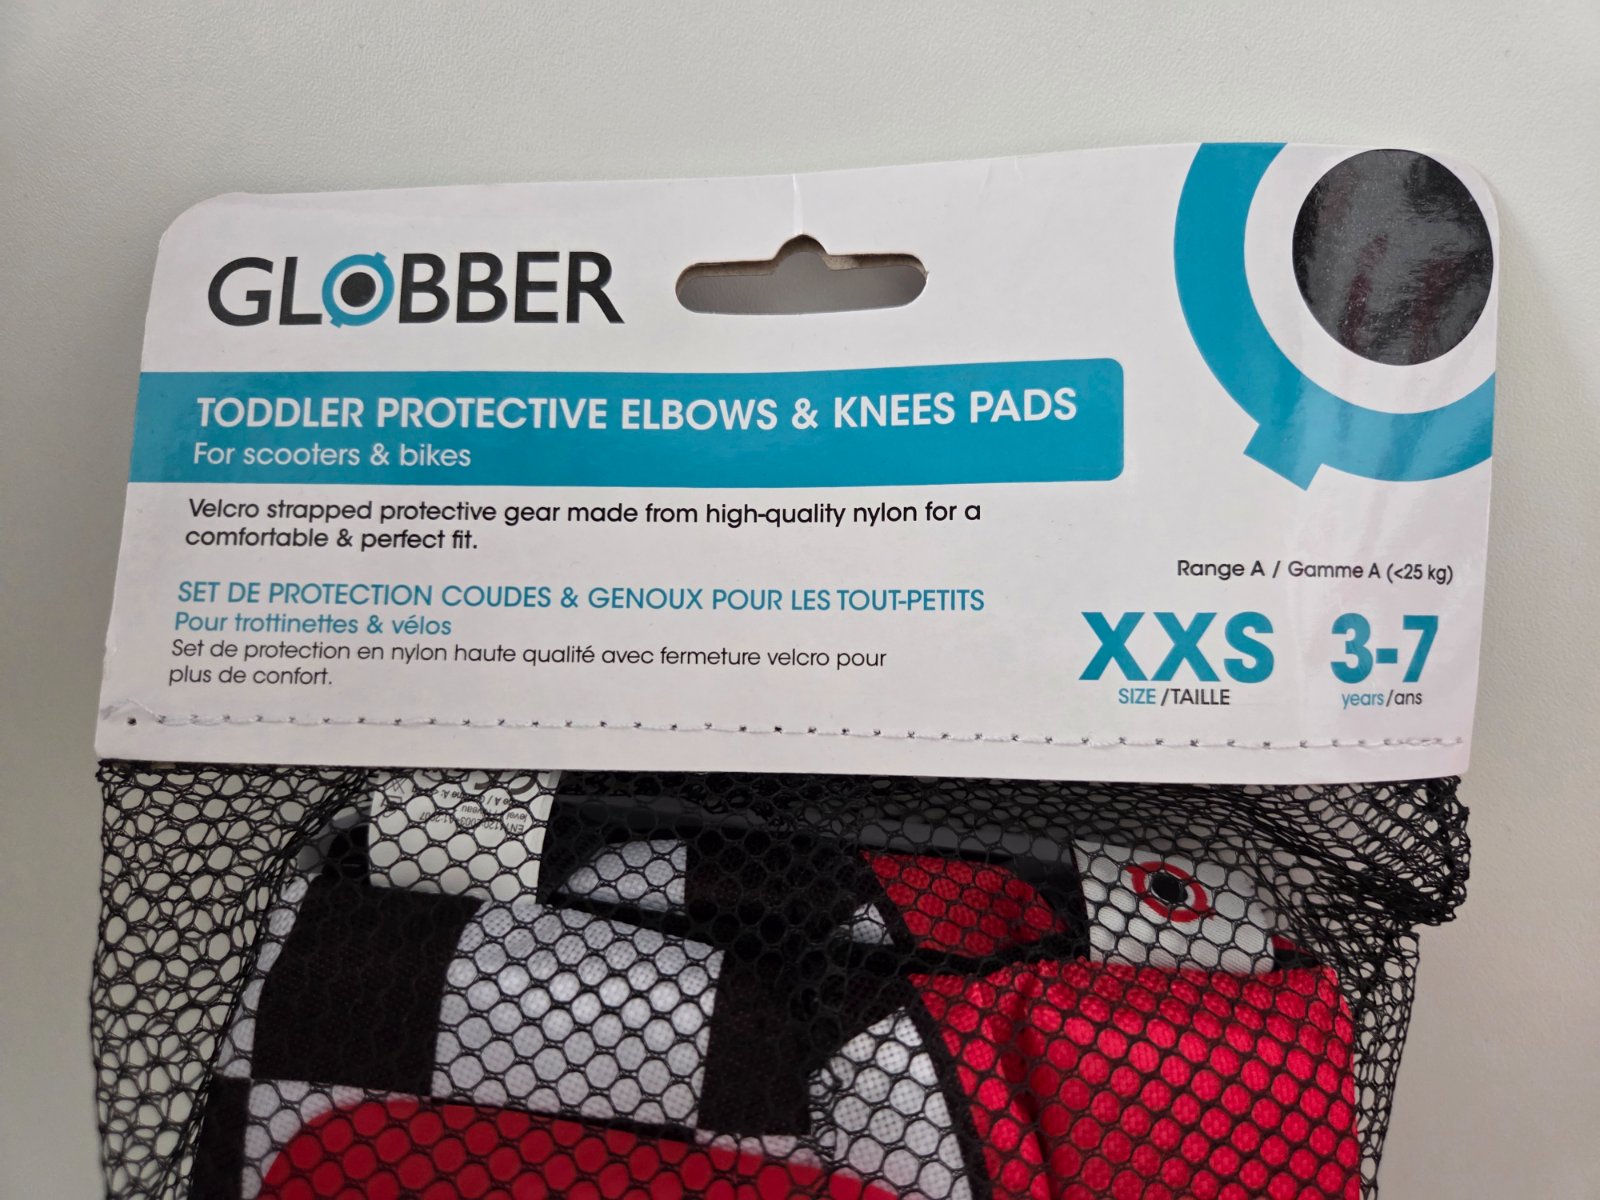 GLOBBER
TODDLER PROTECTIVE ELBOWS & KNEES PADS
For scooters & bikes
Velcro strapped protective gear made from high-quality nylon for a
comfortable & perfect fit.
SET DE PROTECTION COUDES & GENOUX POUR LES TOUT-PETITS
Pour trottinettes & vélos
Set de protection en nylon haute qualité avec fermeture velcro pour
plus de confort.
Range A / Gamme A (<25 kg)
XXS 3-7
SIZE/TAILLE years/ans